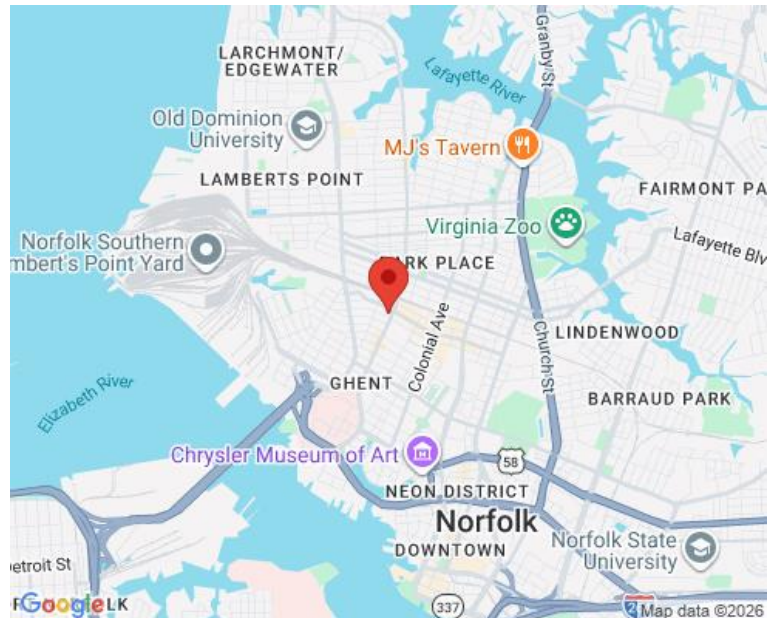 LARCHMONT/
EDGEWATER
Lafayette River
Granby St
Old Dominion
University
MJ's Tavern
LAMBERTS POINT
FAIRMONT PA
Virginia Zoo
Norfolk Southern
mbert's Point Yard
PARK PLACE
Lafayette Blv
Colonial Ave
Church St
LINDENWOOD
GHENT
BARRAUD PARK
Elizabeth River
Chrysler Museum of Art
58
NEON DISTRICT
Norfolk
DOWNTOWN
Norfolk State
University
etroit St
337
Google
LK
Map data ©2026